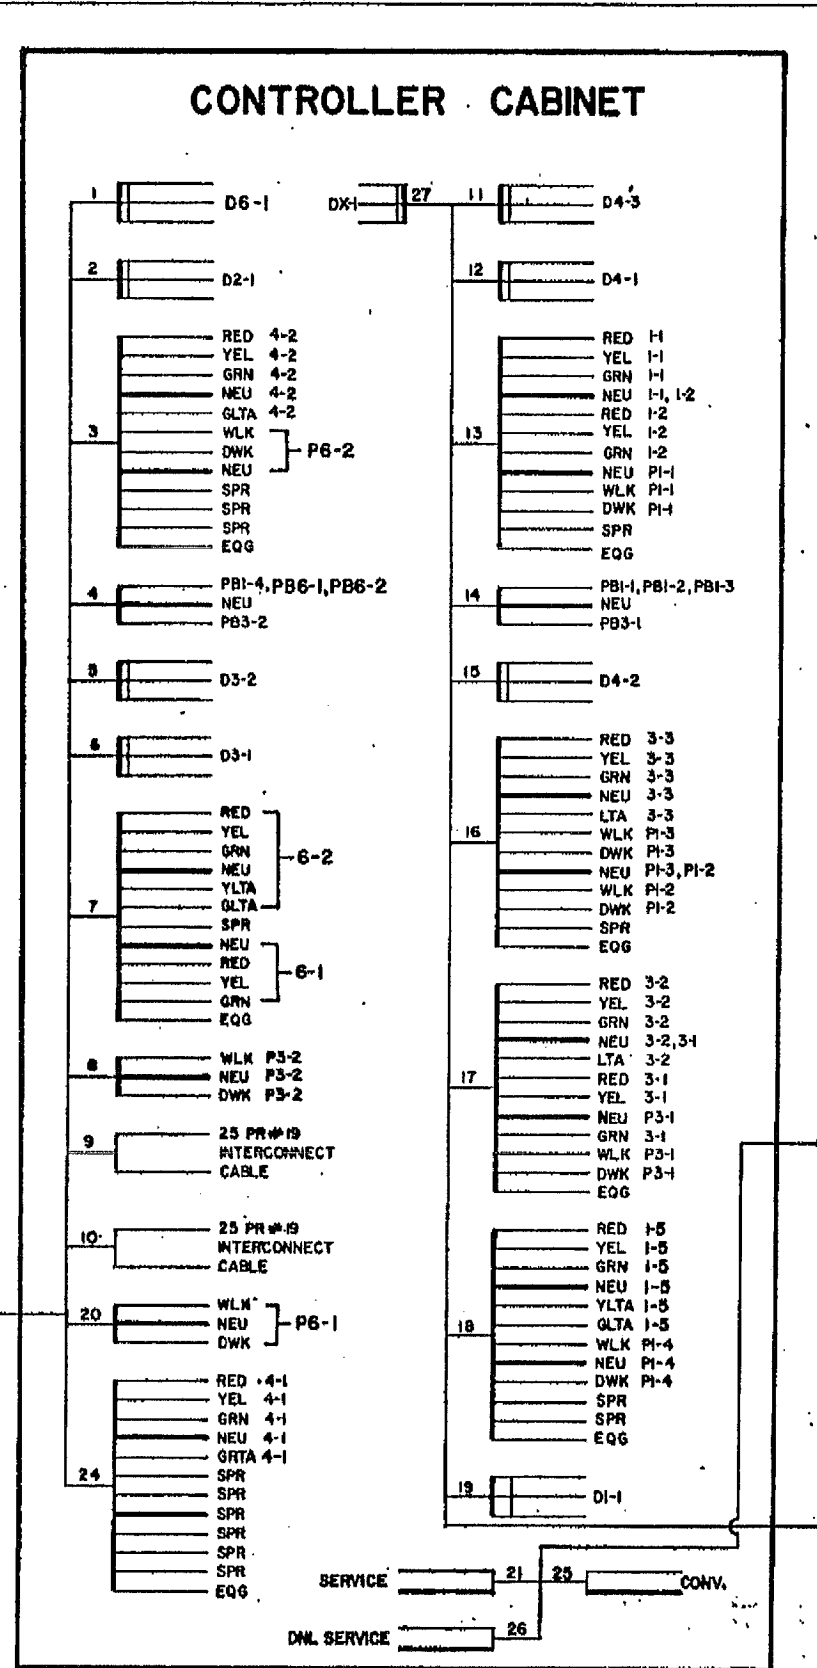 CONTROLLER CABINET
1 D6-1
2 D2-1
3
RED 4-2
YEL 4-2
GRN 4-2
NEU 4-2
GLTA 4-2
WLK
DWK P6-2
NEU
SPR
SPR
SPR
EQG
4
PB1-4, PB6-1, PB6-2
NEU
PB3-2
5 D3-2
6 D3-1
7
RED
YEL
GRN 6-2
NEU
YLTA
GLTA
SPR
NEU
RED 6-1
YEL
GRN
EQG
8
WLK P3-2
NEU P3-2
DWK P3-2
9
25 PR #19
INTERCONNECT
CABLE
10
25 PR #19
INTERCONNECT
CABLE
20
WLK
NEU P6-1
DWK
24
RED 4-1
YEL 4-1
GRN 4-1
NEU 4-1
GRTA 4-1
SPR
SPR
SPR
SPR
SPR
SPR
EQG
DX-1 27
11 D4-3
12 D4-1
13
RED 1-1
YEL 1-1
GRN 1-1
NEU 1-1, 1-2
RED 1-2
YEL 1-2
GRN 1-2
NEU P1-1
WLK P1-1
DWK P1-1
SPR
EQG
14
PB1-1, PB1-2, PB1-3
NEU
PB3-1
15 D4-2
16
RED 3-3
YEL 3-3
GRN 3-3
NEU 3-3
LTA 3-3
WLK P1-3
DWK P1-3
NEU P1-3, P1-2
WLK P1-2
DWK P1-2
SPR
EQG
17
RED 3-2
YEL 3-2
GRN 3-2
NEU 3-2, 3-1
LTA 3-2
RED 3-1
YEL 3-1
NEU P3-1
GRN 3-1
WLK P3-1
DWK P3-1
EQG
18
RED 1-5
YEL 1-5
GRN 1-5
NEU 1-5
YLTA 1-5
GLTA 1-5
WLK P1-4
NEU P1-4
DWK P1-4
SPR
SPR
EQG
19 D1-1
SERVICE 21 25 CONV.
DNL SERVICE 26